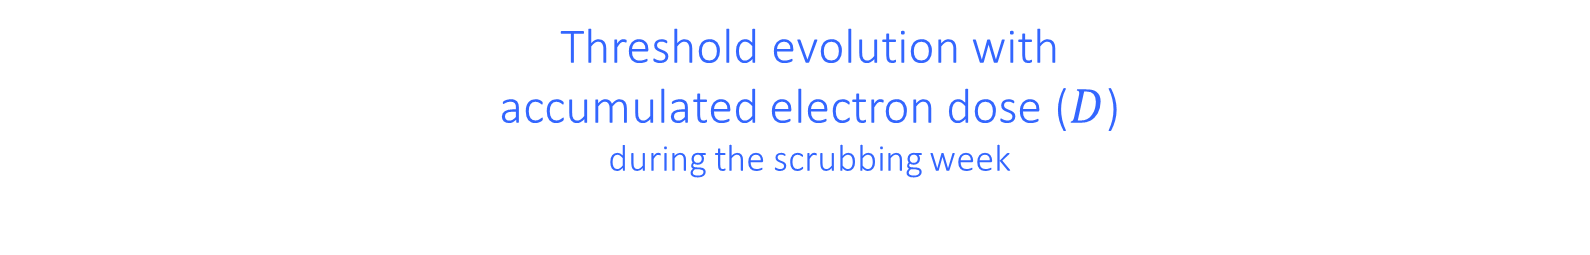 Threshold evolution with
accumulated electron dose (D)
during the scrubbing week